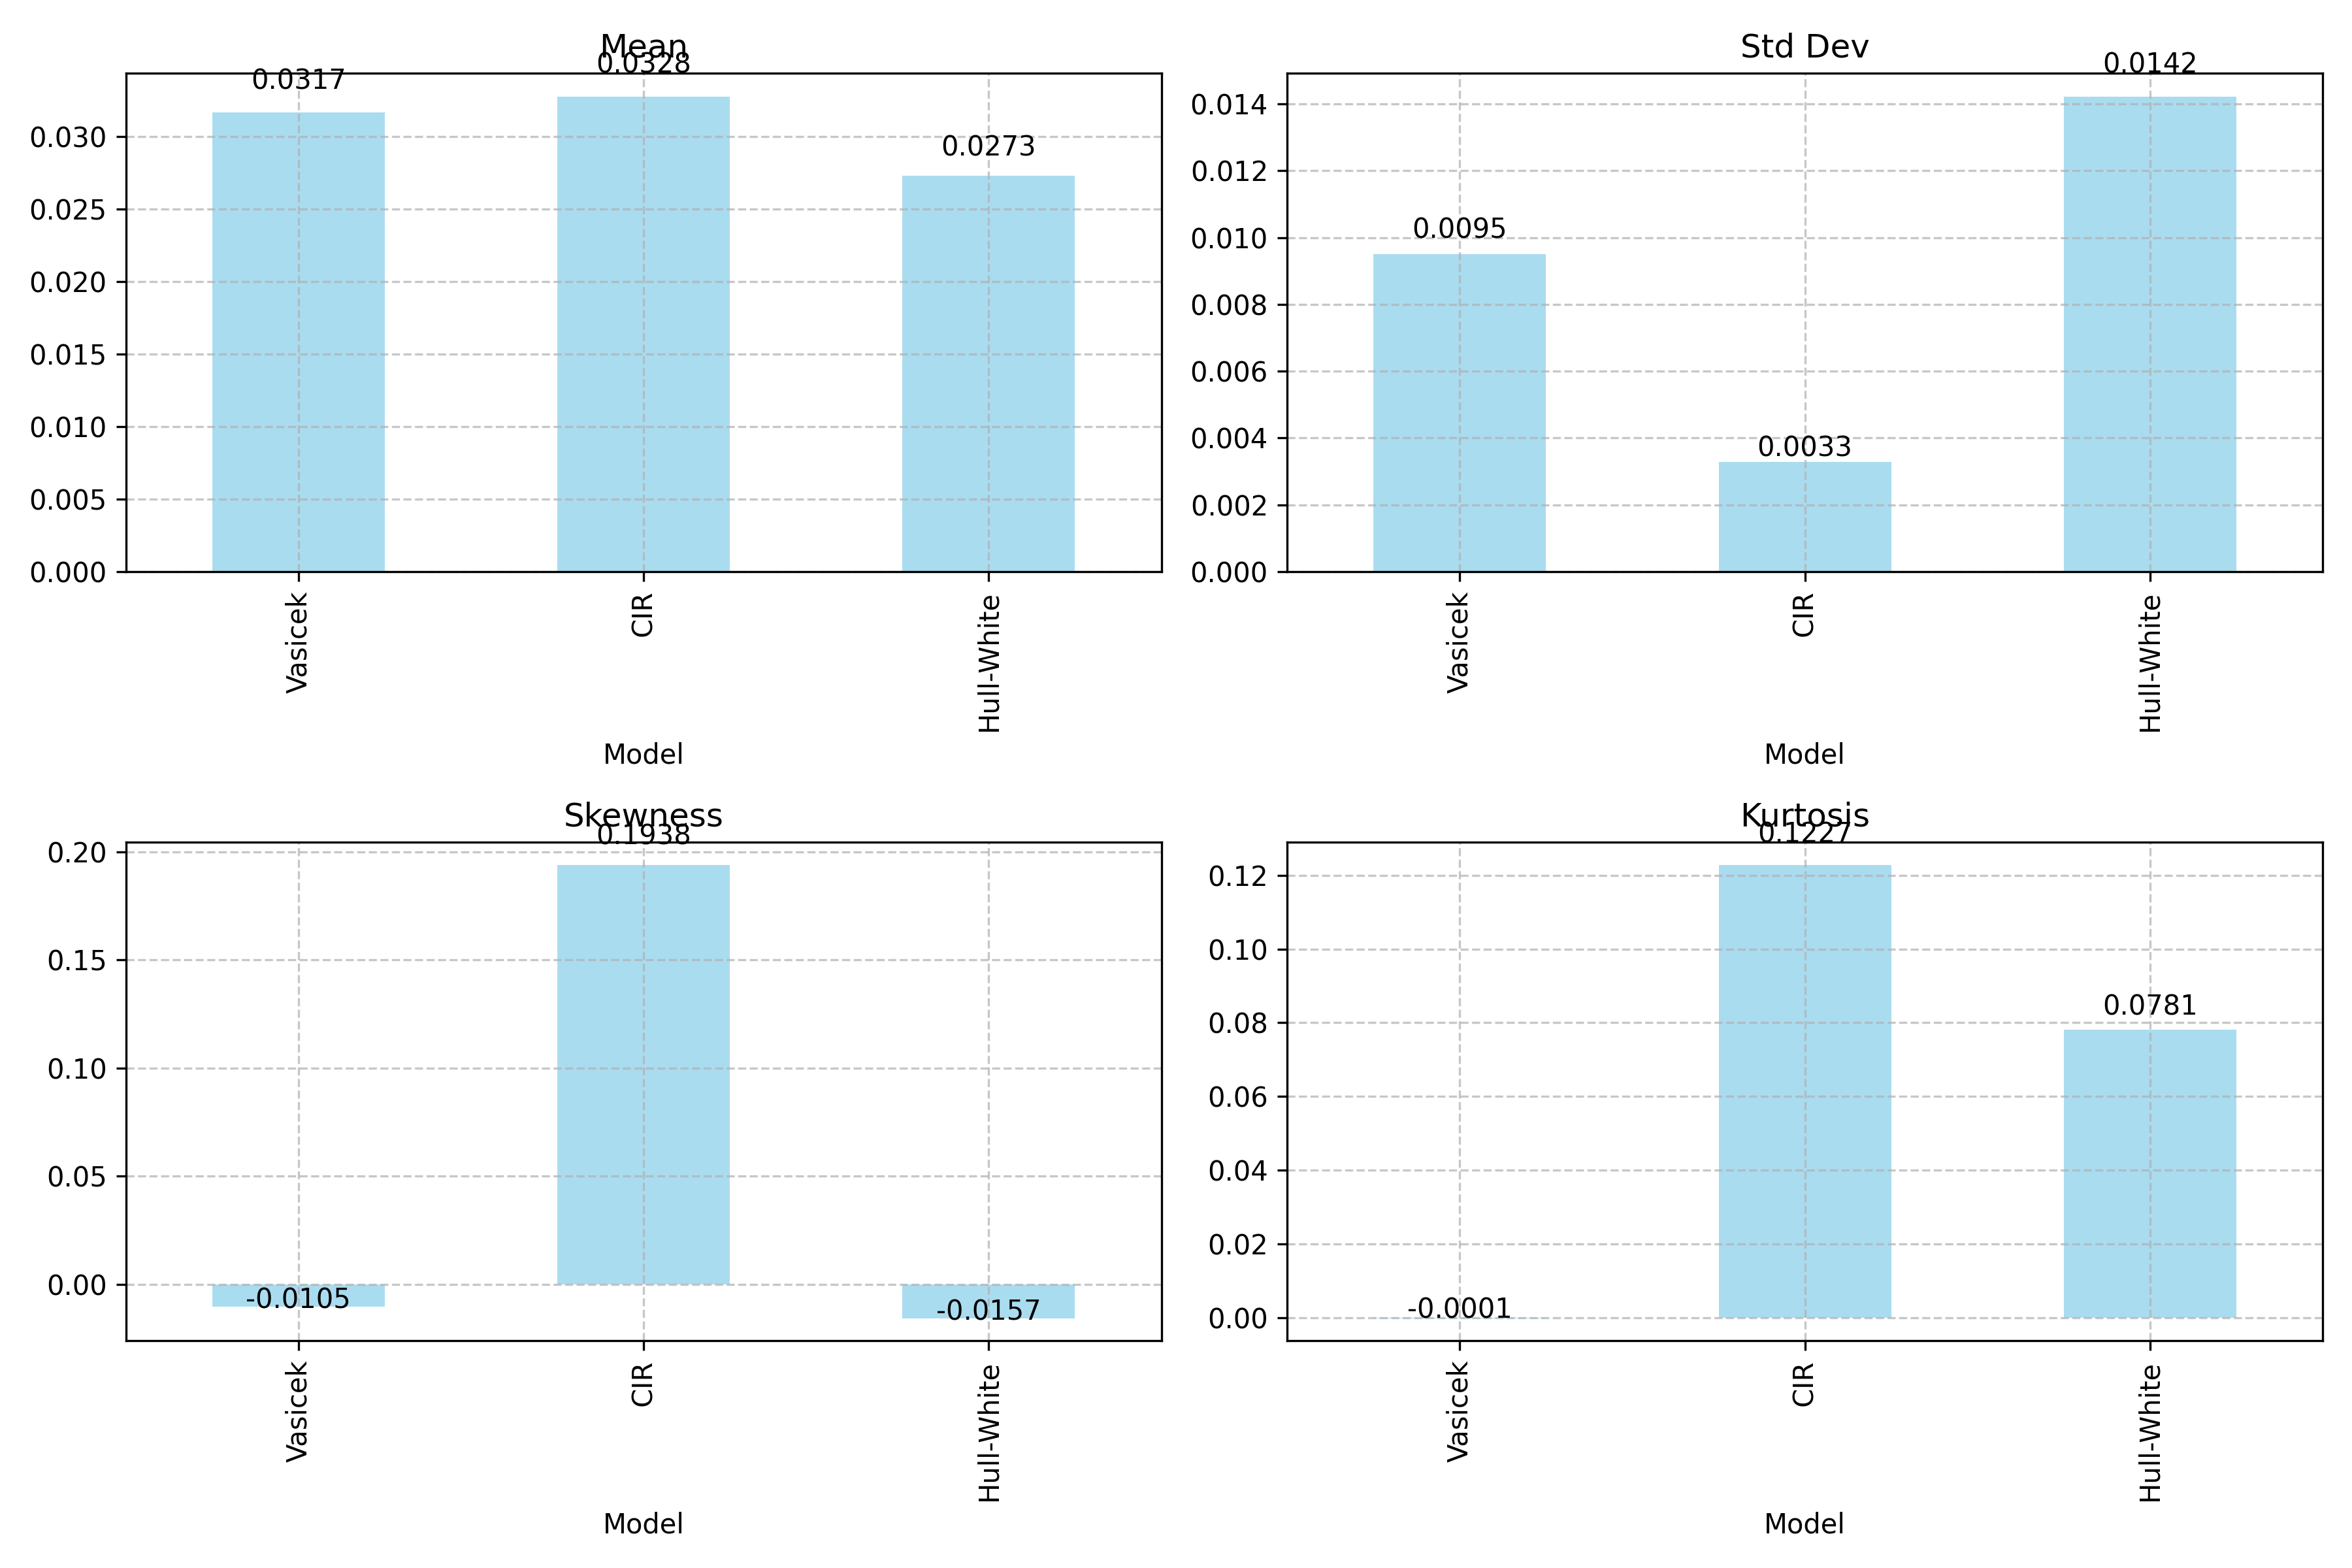 Mean
0.0317
0.0328
0.0273
0.030
0.025
0.020
0.015
0.010
0.005
0.000
Vasicek
CIR
Hull-White
Model
Std Dev
0.0095
0.0033
0.0142
0.014
0.012
0.010
0.008
0.006
0.004
0.002
0.000
Vasicek
CIR
Hull-White
Model
Skewness
0.1938
0.20
0.15
0.10
0.05
0.00
-0.0105
-0.0157
Vasicek
CIR
Hull-White
Model
Kurtosis
0.1227
0.12
0.10
0.0781
0.08
0.06
0.04
0.02
0.00
-0.0001
Vasicek
CIR
Hull-White
Model